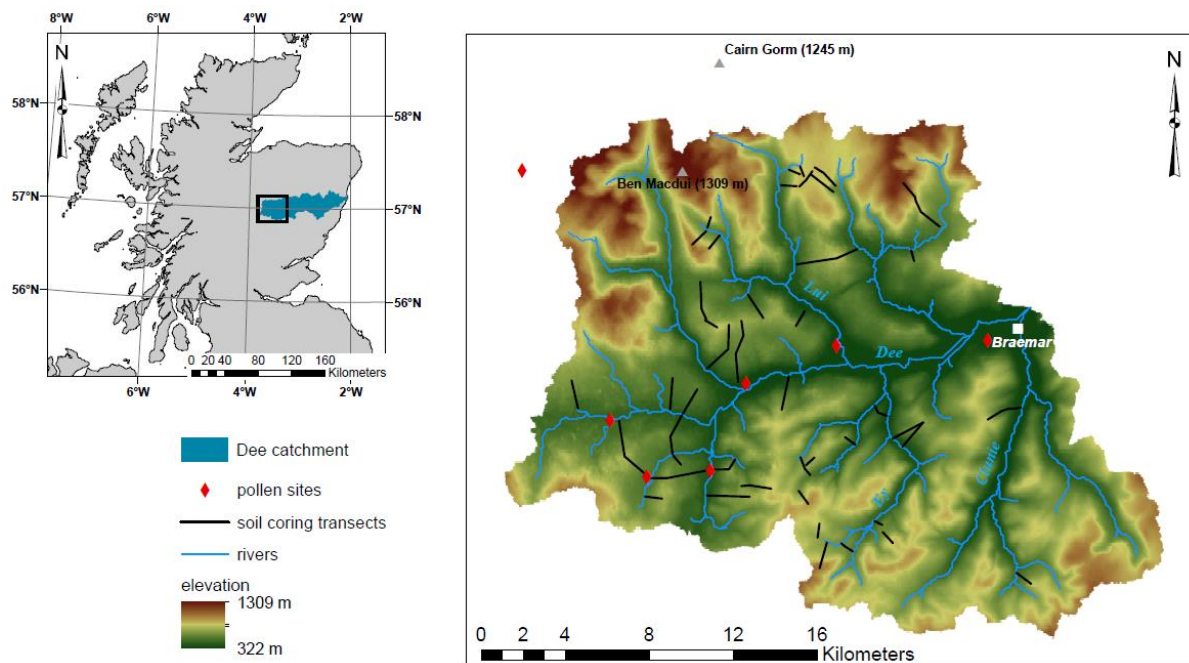 8°W
6°W
4°W
2°W
N
58°N
58°N
57°N
57°N
56°N
56°N
0 20 40 80 120 160
Kilometers
6°W
4°W
2°W
Dee catchment
pollen sites
soil coring transects
rivers
elevation
1309 m
322 m
Cairn Gorm (1245 m)
N
Ben Macdui (1309 m)
Lui
Dee
Braemar
Ey
Clunie
0 2 4 8 12 16
Kilometers